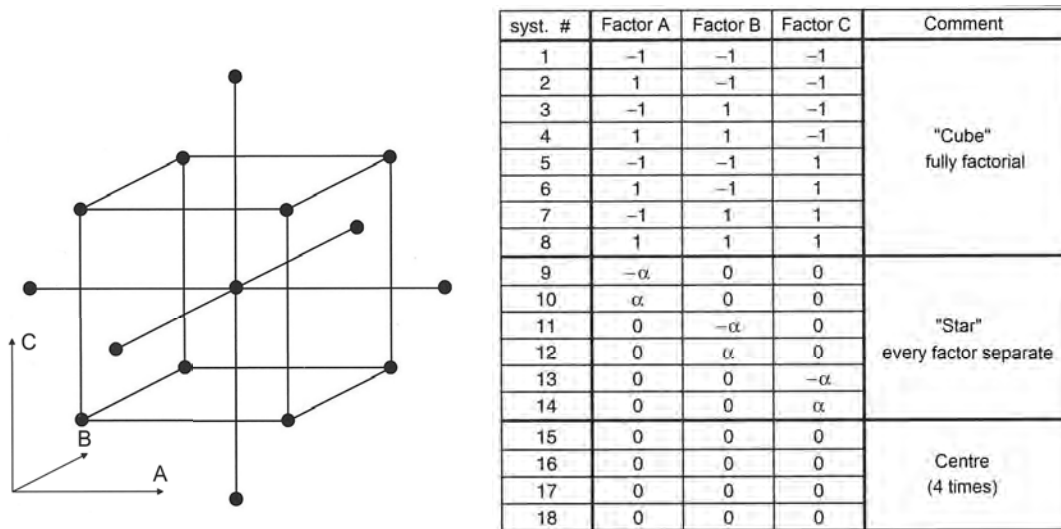 C
B
A
syst. # Factor A Factor B Factor C Comment
1 −1 −1 −1
2 1 −1 −1
3 −1 1 −1
4 1 1 −1
5 −1 −1 1
6 1 −1 1
7 −1 1 1
8 1 1 1
"Cube"
fully factorial
9 −α 0 0
10 α 0 0
11 0 −α 0
12 0 α 0
13 0 0 −α
14 0 0 α
"Star"
every factor separate
15 0 0 0
16 0 0 0
17 0 0 0
18 0 0 0
Centre
(4 times)